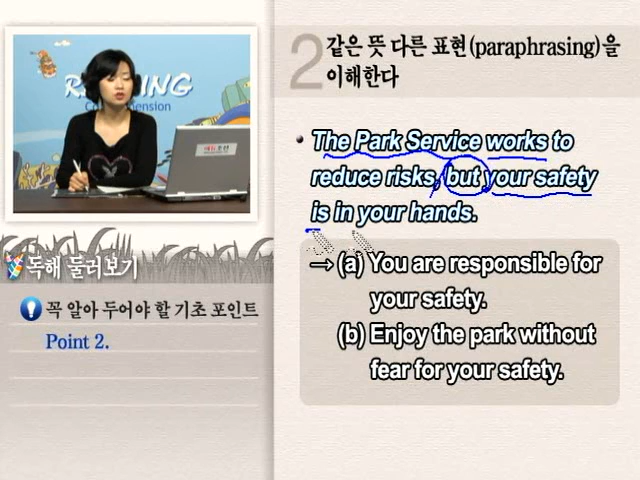 READING
Comprehension
2 같은 뜻 다른 표현(paraphrasing)을
이해한다
• The Park Service works to
reduce risks, but your safety
is in your hands.
→ (a) You are responsible for
your safety.
(b) Enjoy the park without
fear for your safety.
독해 둘러보기
꼭 알아 두어야 할 기초 포인트
Point 2.